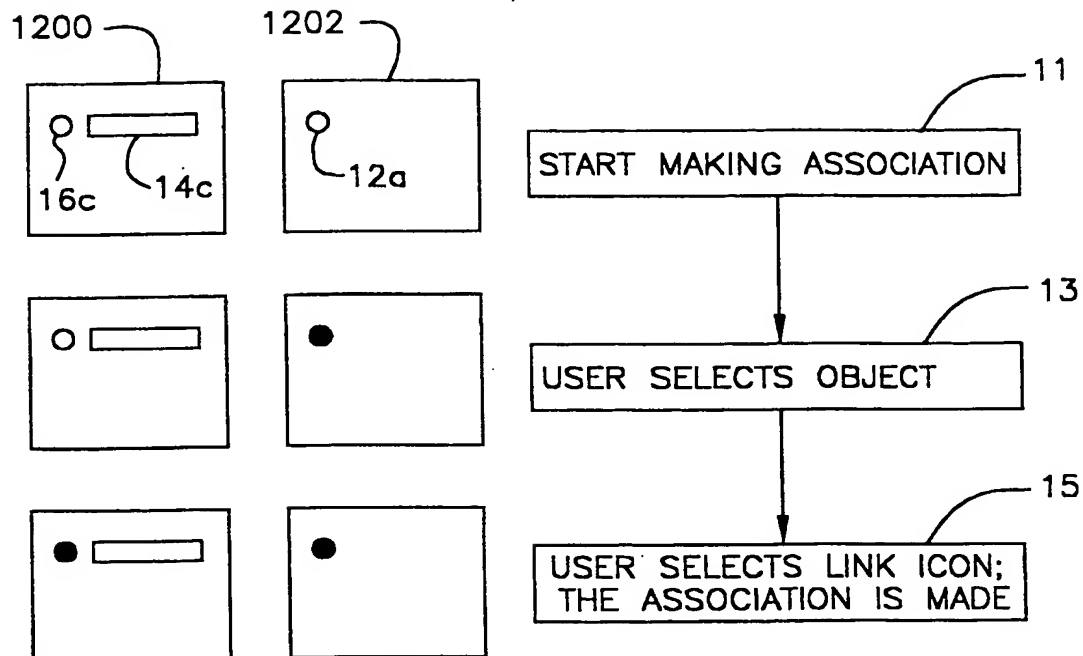 1200
1202
11
16c
14c
12a
START MAKING ASSOCIATION
13
USER SELECTS OBJECT
15
USER SELECTS LINK ICON;
THE ASSOCIATION IS MADE